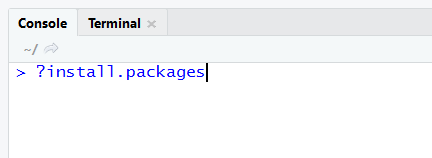 Console Terminal ×
~/
> ?install.packages